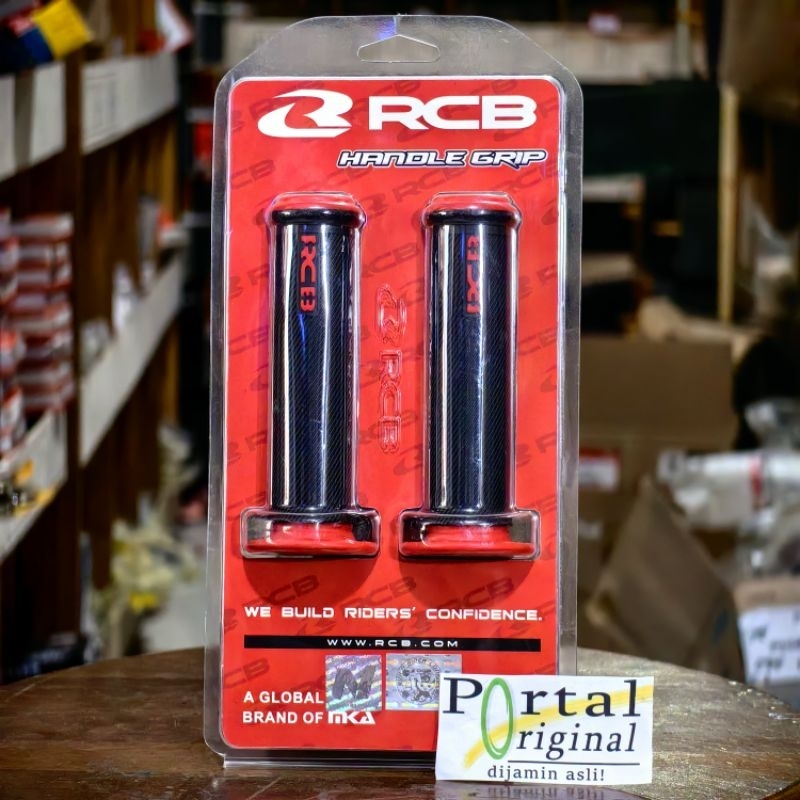 RCB
HANDLE GRIP
RCB
RCB
RCB
WE BUILD RIDERS' CONFIDENCE.
WWW.RCB.COM
A GLOBAL
BRAND OF MKA
Portal
Original
dijamin asli!